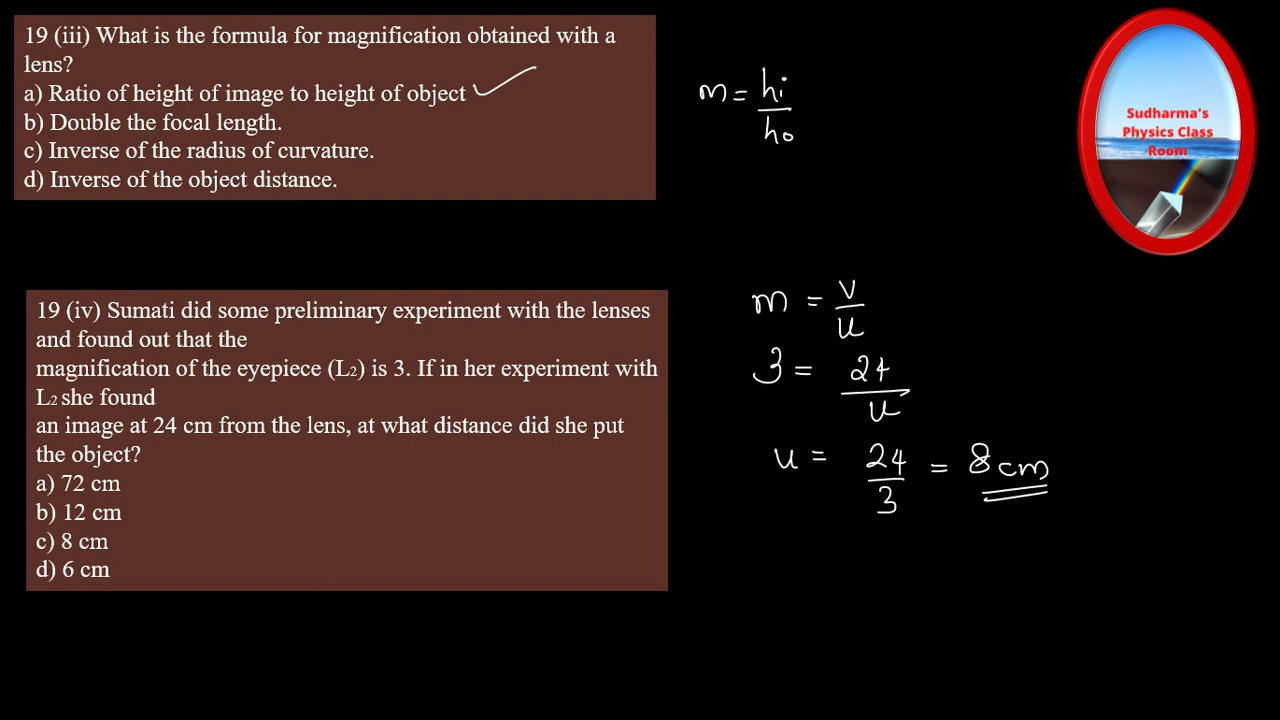 19 (iii) What is the formula for magnification obtained with a
lens?
a) Ratio of height of image to height of object
b) Double the focal length.
c) Inverse of the radius of curvature.
d) Inverse of the object distance.
m = hi
ho
Sudharma's
Physics Class
Room
19 (iv) Sumati did some preliminary experiment with the lenses
and found out that the
magnification of the eyepiece (L2) is 3. If in her experiment with
L2 she found
an image at 24 cm from the lens, at what distance did she put
the object?
a) 72 cm
b) 12 cm
c) 8 cm
d) 6 cm
m = v
u
3 = 24
u
u = 24 = 8 cm
3